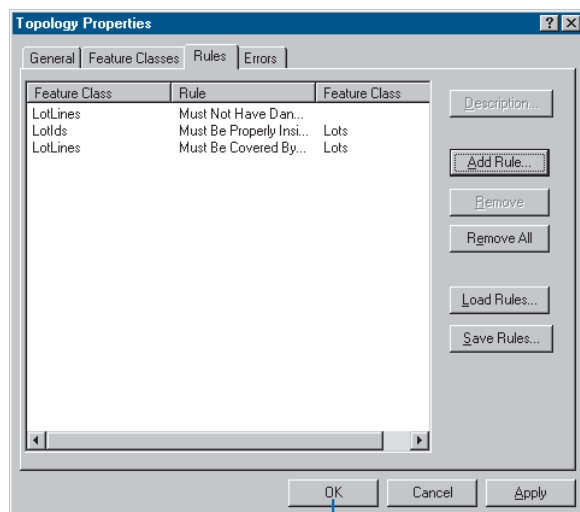 Topology Properties
General Feature Classes Rules Errors
Feature Class Rule Feature Class
LotLines Must Not Have Dan...
LotIds Must Be Properly Insi... Lots
LotLines Must Be Covered By... Lots
Description...
Add Rule...
Remove
Remove All
Load Rules...
Save Rules...
OK Cancel Apply